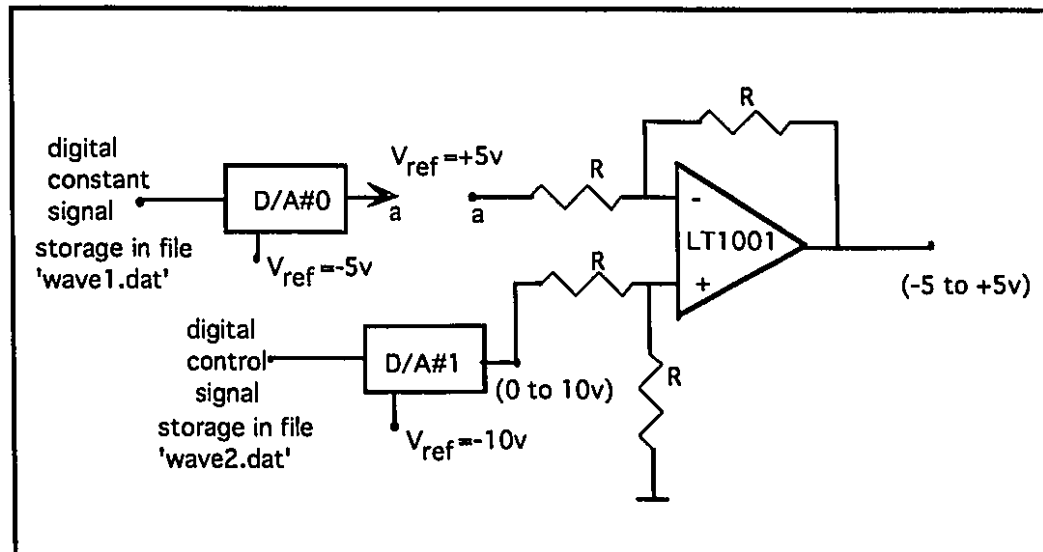 R
digital
constant
signal
D/A#0
V_ref=+5v
a
a
R
-
LT1001
+
storage in file
'wave1.dat'
V_ref=-5v
R
(-5 to +5v)
digital
control
signal
D/A#1
(0 to 10v)
R
storage in file
'wave2.dat'
V_ref=-10v